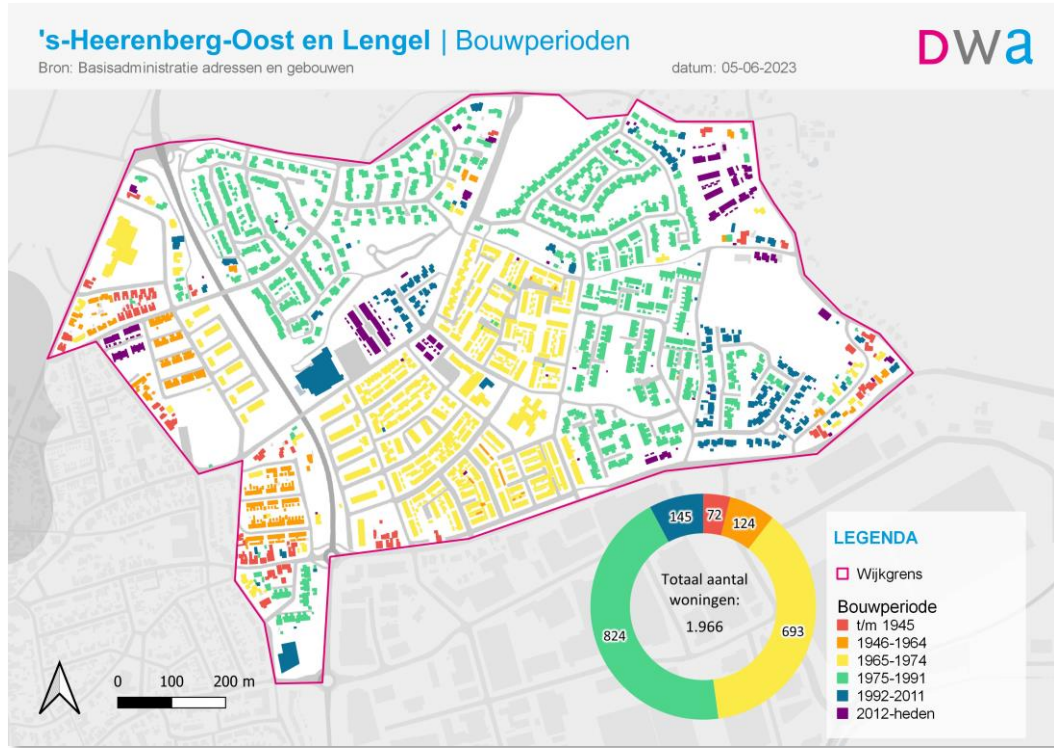 's-Heerenberg-Oost en Lengel | Bouwperioden
Bron: Basisadministratie adressen en gebouwen
datum: 05-06-2023
DWa
145
72
124
693
824
Totaal aantal
woningen:
1.966
LEGENDA
Wijkgrens
Bouwperiode
t/m 1945
1946-1964
1965-1974
1975-1991
1992-2011
2012-heden
0 100 200 m